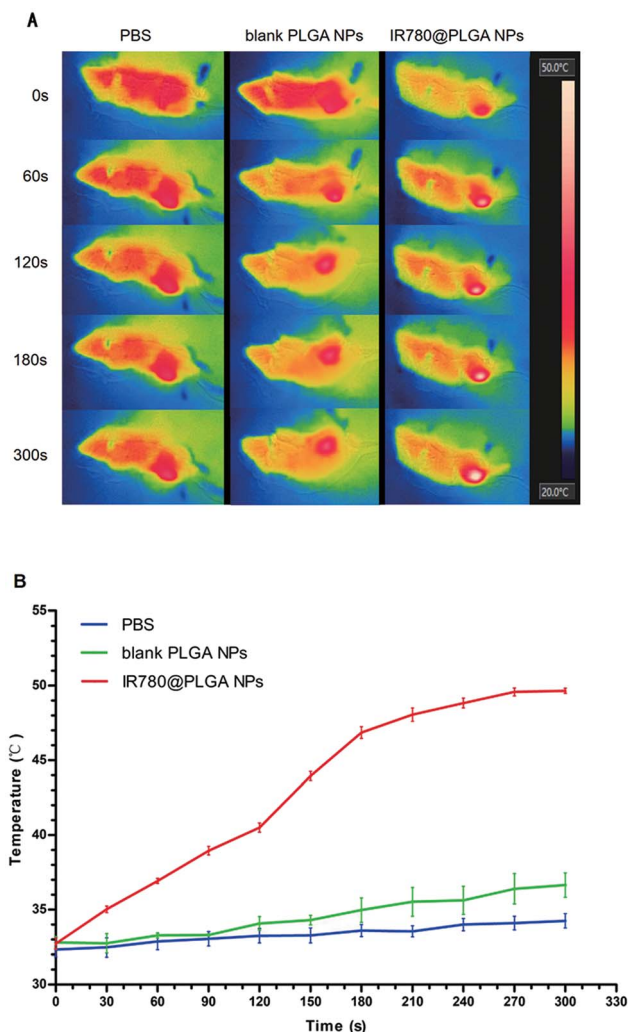 A
PBS
blank PLGA NPs
IR780@PLGA NPs
0s
50.0°C
60s
120s
180s
300s
20.0°C
B
PBS
blank PLGA NPs
IR780@PLGA NPs
Temperature (℃)
55
50
45
40
35
30
0 30 60 90 120 150 180 210 240 270 300 330
Time (s)